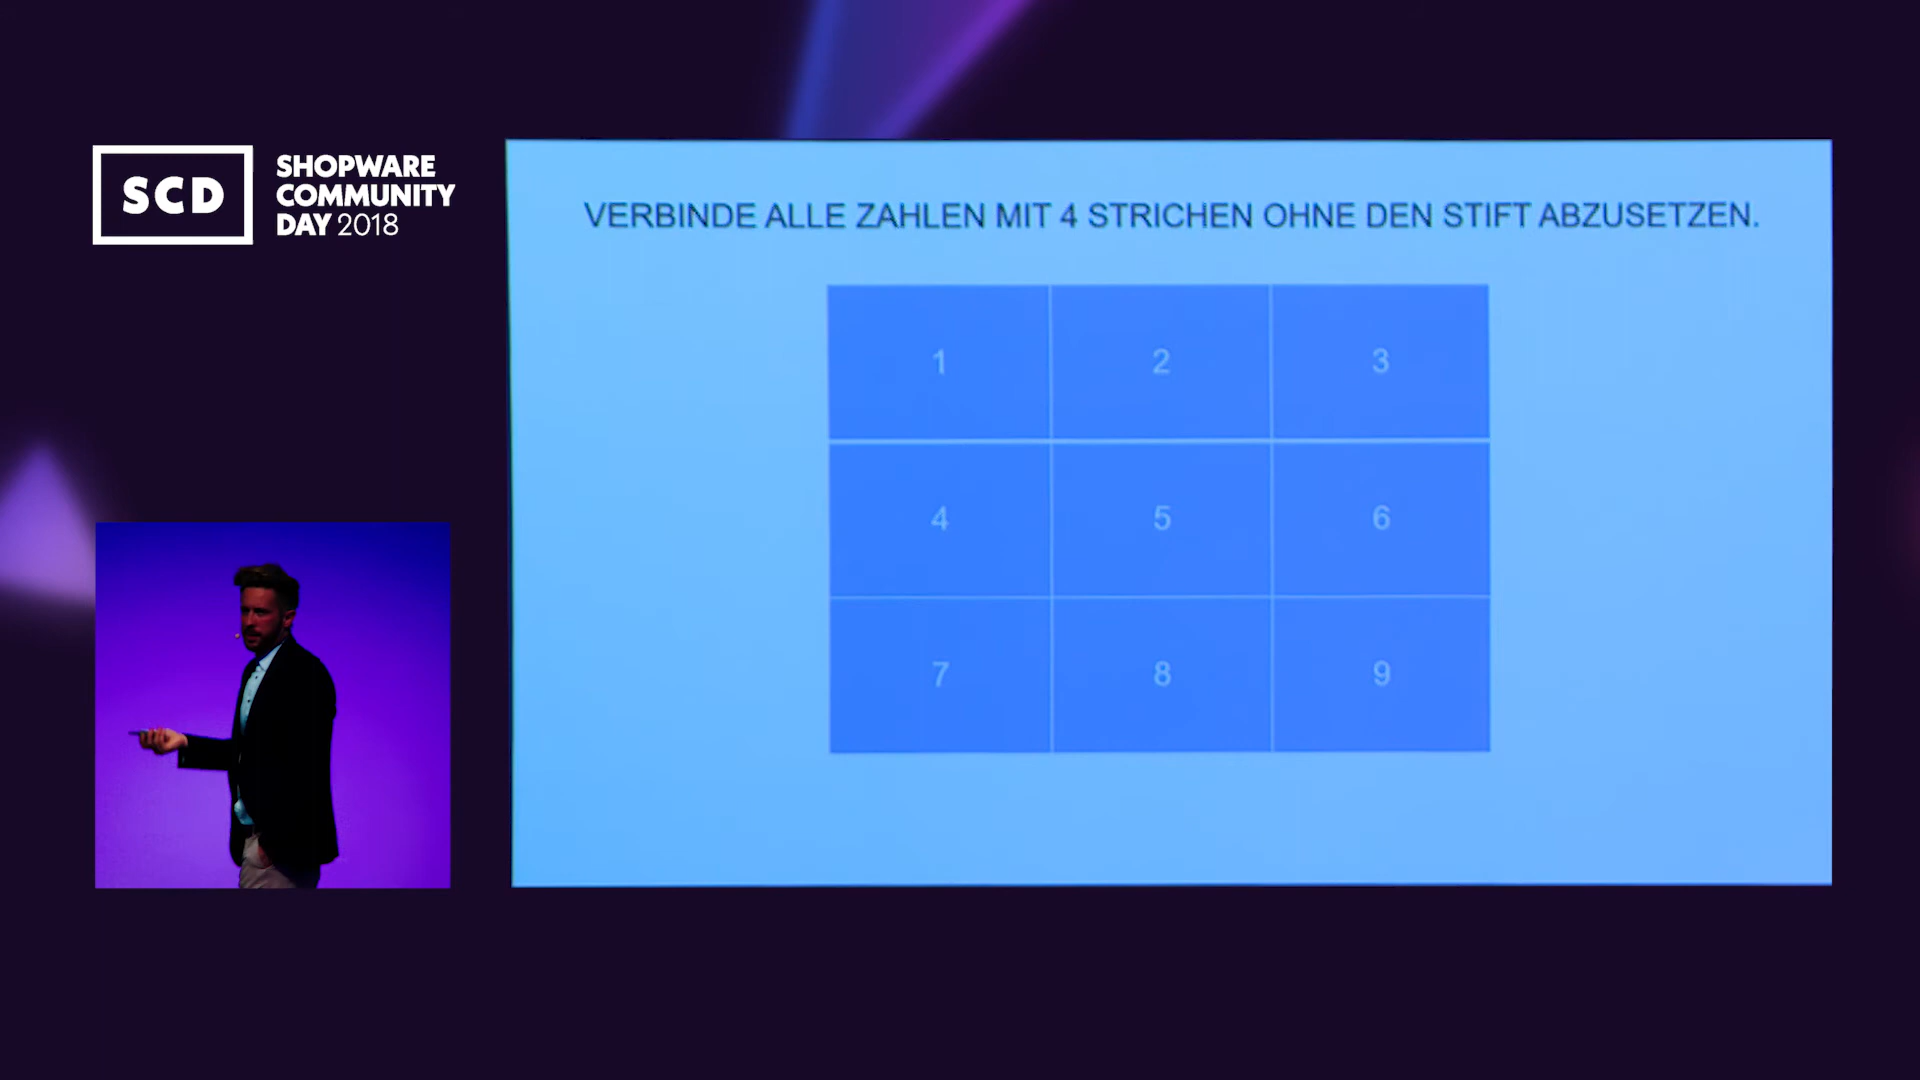 SCD
SHOPWARE
COMMUNITY
DAY 2018
VERBINDE ALLE ZAHLEN MIT 4 STRICHEN OHNE DEN STIFT ABZUSETZEN.
1 2 3
4 5 6
7 8 9